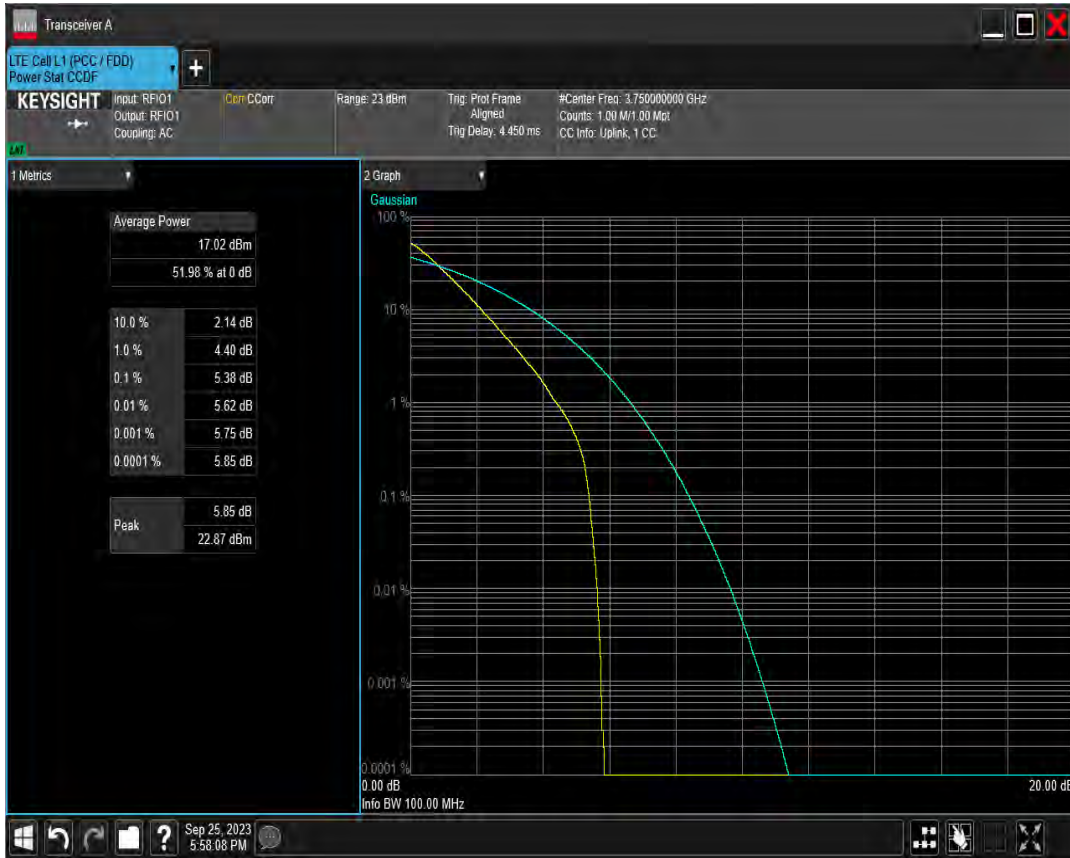 Transceiver A
LTE Cell L1 (PCC / FDD)
Power Stat CCDF
KEYSIGHT
Input: RFIO1
Output: RFIO1
Coupling: AC
Corr CCorr
Range: 23 dBm
Trig: Prot Frame
Aligned
Trig Delay: 4.450 ms
#Center Freq: 3.750000000 GHz
Counts: 1.00 M/1.00 Mpt
CC Info: Uplink, 1 CC
1 Metrics
Average Power
17.02 dBm
51.98 % at 0 dB
10.0 % 2.14 dB
1.0 % 4.40 dB
0.1 % 5.38 dB
0.01 % 5.62 dB
0.001 % 5.75 dB
0.0001 % 5.85 dB
Peak 5.85 dB
22.87 dBm
2 Graph
Gaussian
100 %
10 %
1 %
0.1 %
0.01 %
0.001 %
0.0001 %
0.00 dB
20.00 dB
Info BW 100.00 MHz
Sep 25, 2023
5:58:08 PM